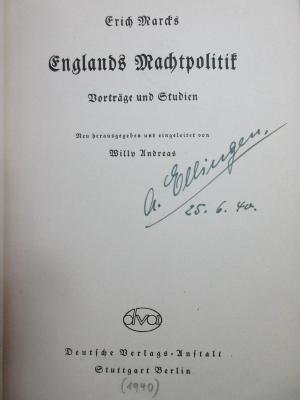 Erich Marcks
Englands Machtpolitik
Vorträge und Studien
Neu herausgegeben und eingeleitet von
Willy Andreas
A. Ellingen.
25. 6. 40.
dva
Deutsche Verlags-Anstalt
Stuttgart Berlin
(1940)